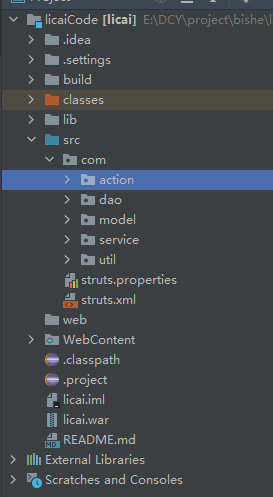 licaiCode [licai] E:\DCY\project\bishe\l
.idea
.settings
build
classes
lib
src
com
action
dao
model
service
util
struts.properties
struts.xml
web
WebContent
.classpath
.project
licai.iml
licai.war
README.md
External Libraries
Scratches and Consoles